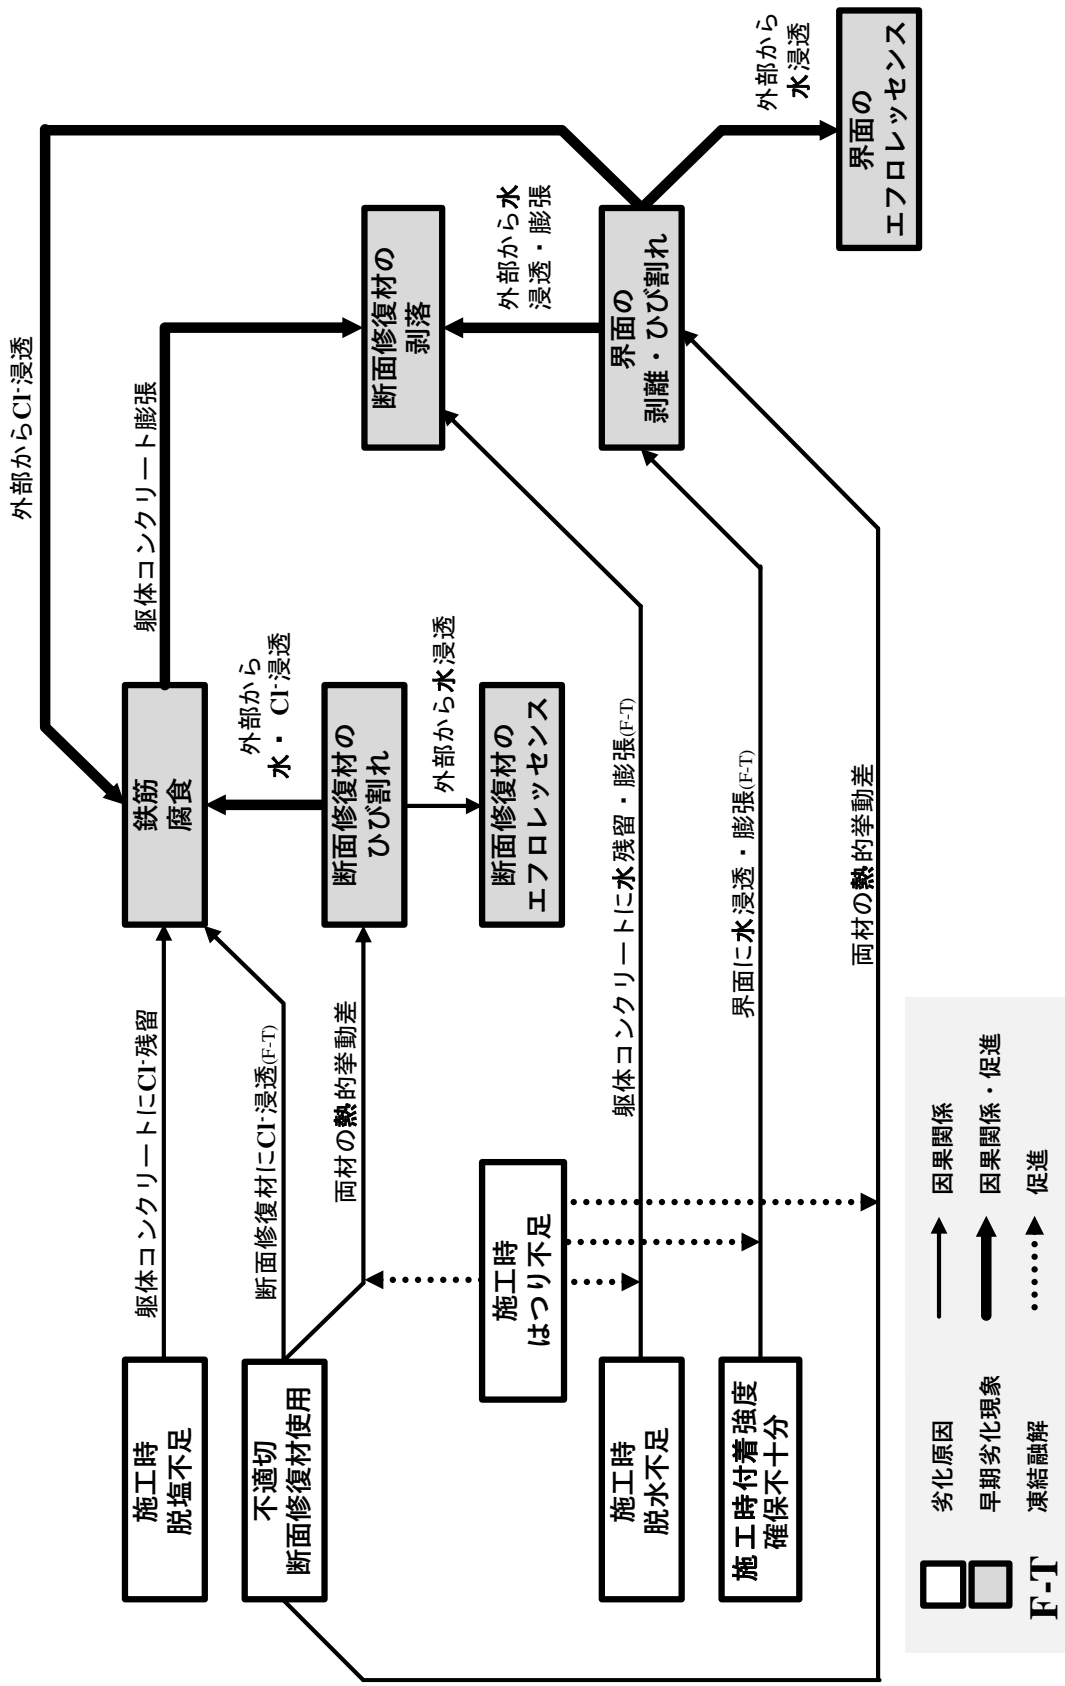 施工時
脱塩不足
躯体コンクリートにCl⁻残留
鉄筋
腐食
外部からCl⁻浸透
躯体コンクリート膨張
不適切
断面修復材使用
断面修復材にCl⁻浸透(F-T)
両材の熱的挙動差
外部から
水・Cl⁻浸透
断面修復材の
ひび割れ
外部から水浸透
断面修復材の
エフロレッセンス
断面修復材の
剥落
外部から水
浸透・膨張
施工時
はつり不足
施工時
脱水不足
躯体コンクリートに水残留・膨張(F-T)
界面の
剥離・ひび割れ
施工時付着強度
確保不十分
界面に水浸透・膨張(F-T)
外部から
水浸透
界面の
エフロレッセンス
両材の熱的挙動差
劣化原因
因果関係
早期劣化現象
因果関係・促進
F-T
凍結融解
促進